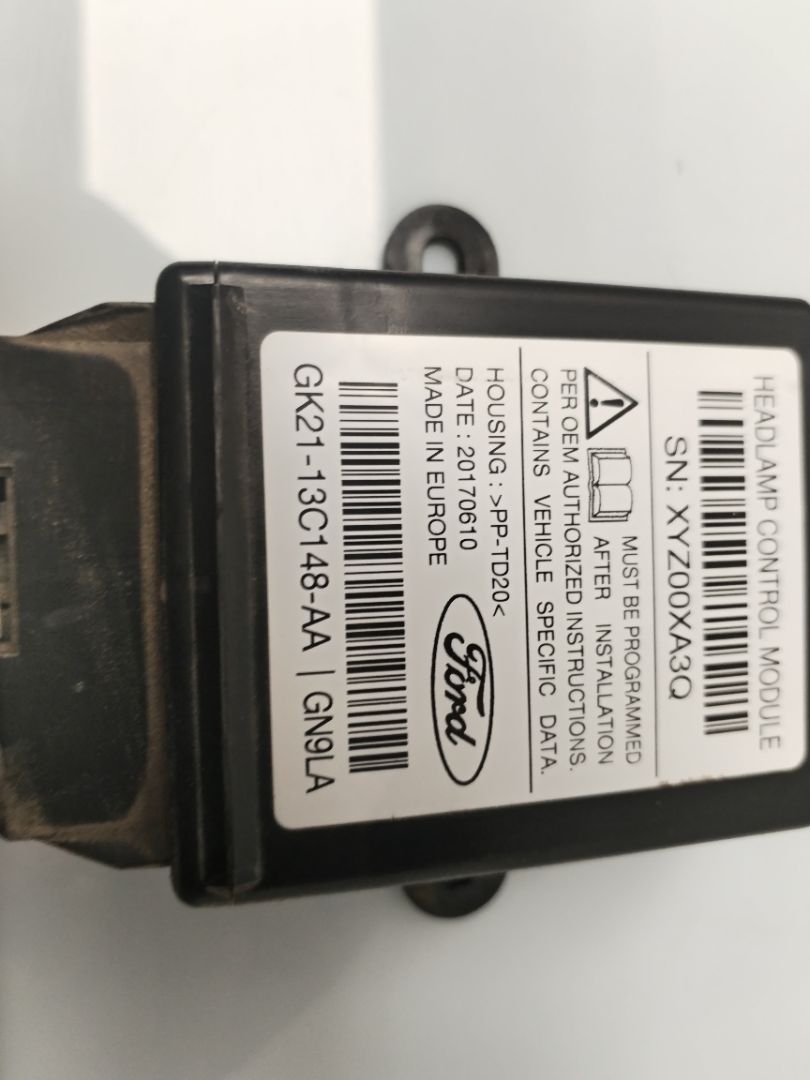 HEADLAMP CONTROL MODULE
SN: XYZ00XA3Q
MUST BE PROGRAMMED
AFTER INSTALLATION
PER OEM AUTHORIZED INSTRUCTIONS.
CONTAINS VEHICLE SPECIFIC DATA.
HOUSING : >PP-TD20<
DATE : 20170610
MADE IN EUROPE
Ford
GK21-13C148-AA | GN9LA